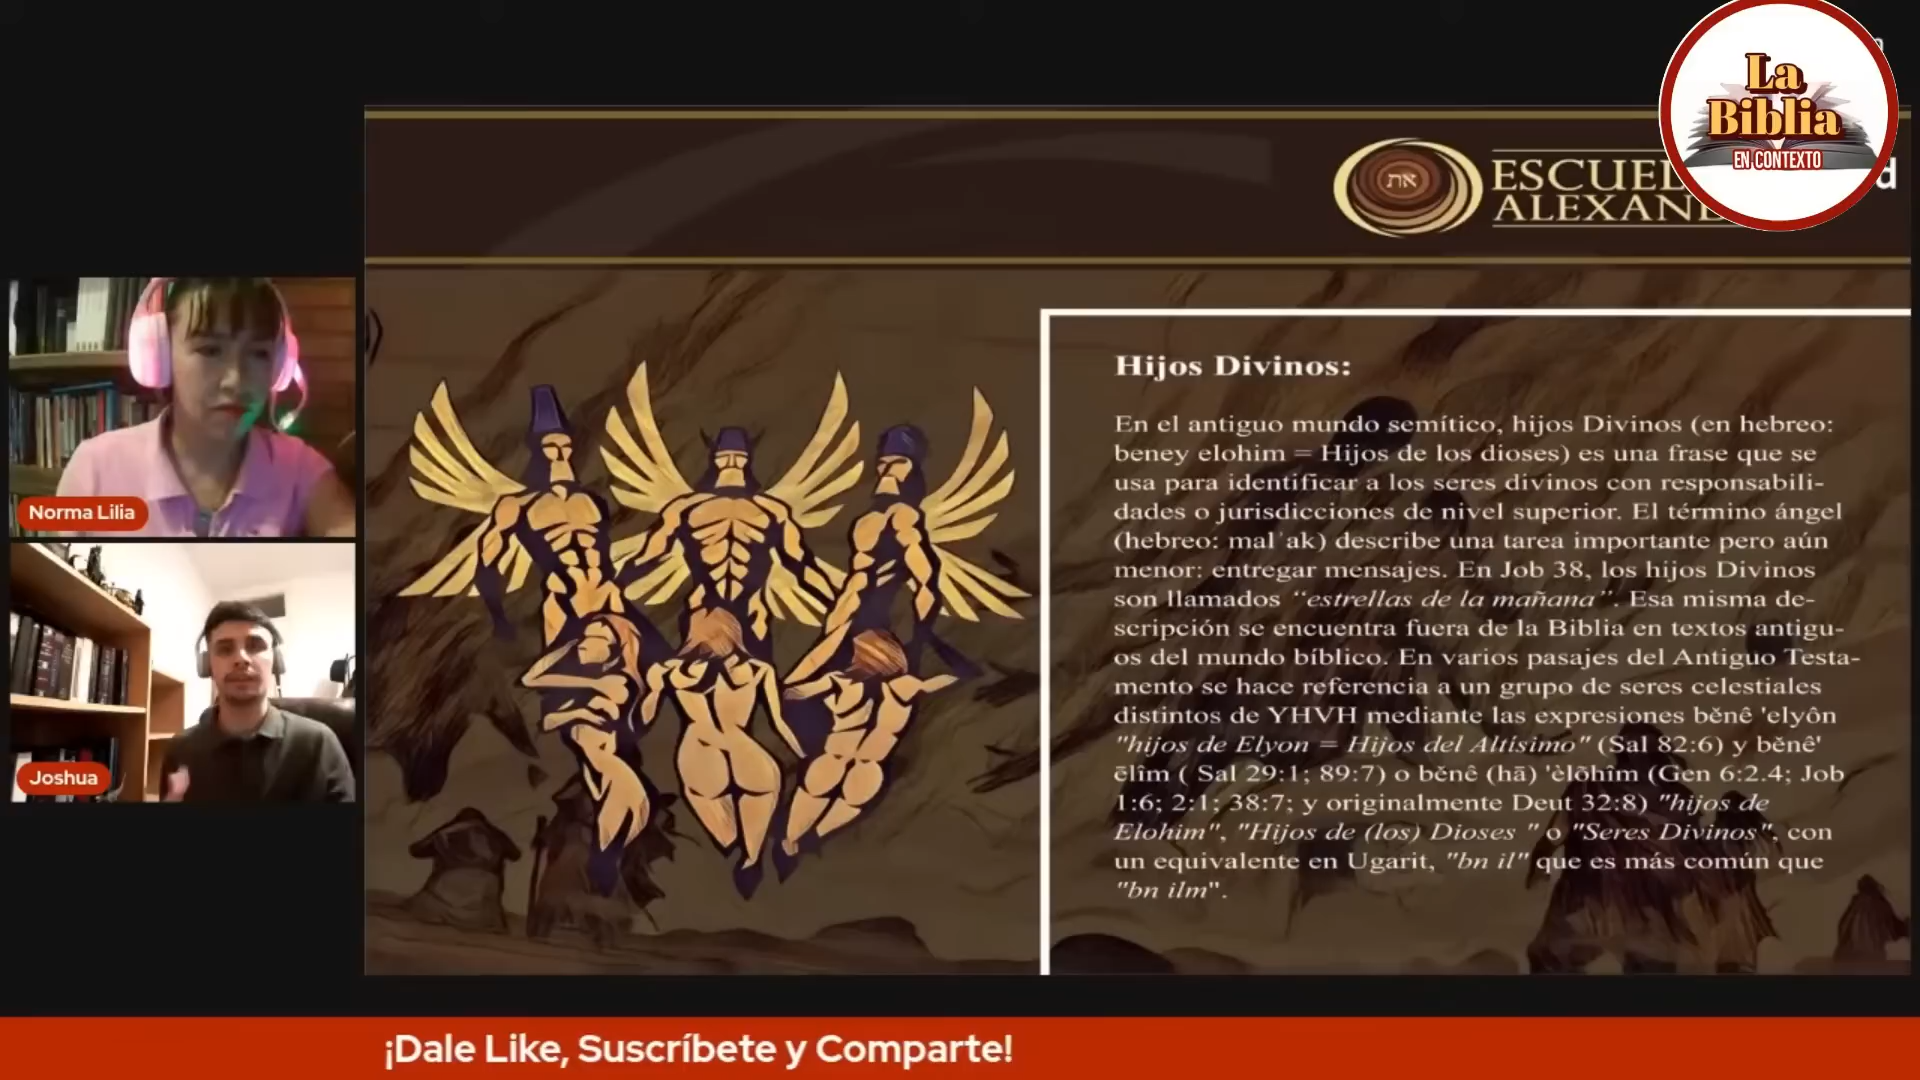 La
Biblia
EN CONTEXTO
את
ESCUEL
ALEXAN
d
Hijos Divinos:
En el antiguo mundo semítico, hijos Divinos (en hebreo:
beney elohim = Hijos de los dioses) es una frase que se
usa para identificar a los seres divinos con responsabili-
dades o jurisdicciones de nivel superior. El término ángel
(hebreo: malʾak) describe una tarea importante pero aún
menor: entregar mensajes. En Job 38, los hijos Divinos
son llamados “estrellas de la mañana”. Esa misma de-
scripción se encuentra fuera de la Biblia en textos antigu-
os del mundo bíblico. En varios pasajes del Antiguo Testa-
mento se hace referencia a un grupo de seres celestiales
distintos de YHVH mediante las expresiones bĕnê 'elyôn
"hijos de Elyon = Hijos del Altísimo" (Sal 82:6) y bĕnê'
ēlîm ( Sal 29:1; 89:7) o bĕnê (hā) 'ĕlōhîm (Gen 6:2.4; Job
1:6; 2:1; 38:7; y originalmente Deut 32:8) "hijos de
Elohim", "Hijos de (los) Dioses " o "Seres Divinos", con
un equivalente en Ugarit, "bn il" que es más común que
"bn ilm".
Norma Lilia
Joshua
¡Dale Like, Suscríbete y Comparte!